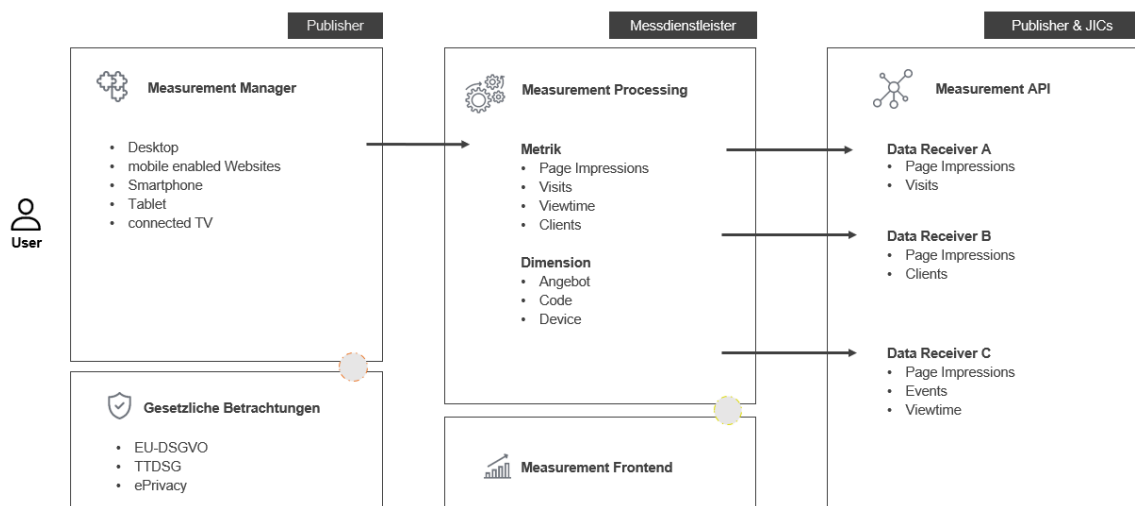 Publisher
Messdienstleister
Publisher & JICs
Measurement Manager
• Desktop
• mobile enabled Websites
• Smartphone
• Tablet
• connected TV
User
Gesetzliche Betrachtungen
• EU-DSGVO
• TTDSG
• ePrivacy
Measurement Processing
Metrik
• Page Impressions
• Visits
• Viewtime
• Clients
Dimension
• Angebot
• Code
• Device
Measurement Frontend
Measurement API
Data Receiver A
• Page Impressions
• Visits
Data Receiver B
• Page Impressions
• Clients
Data Receiver C
• Page Impressions
• Events
• Viewtime